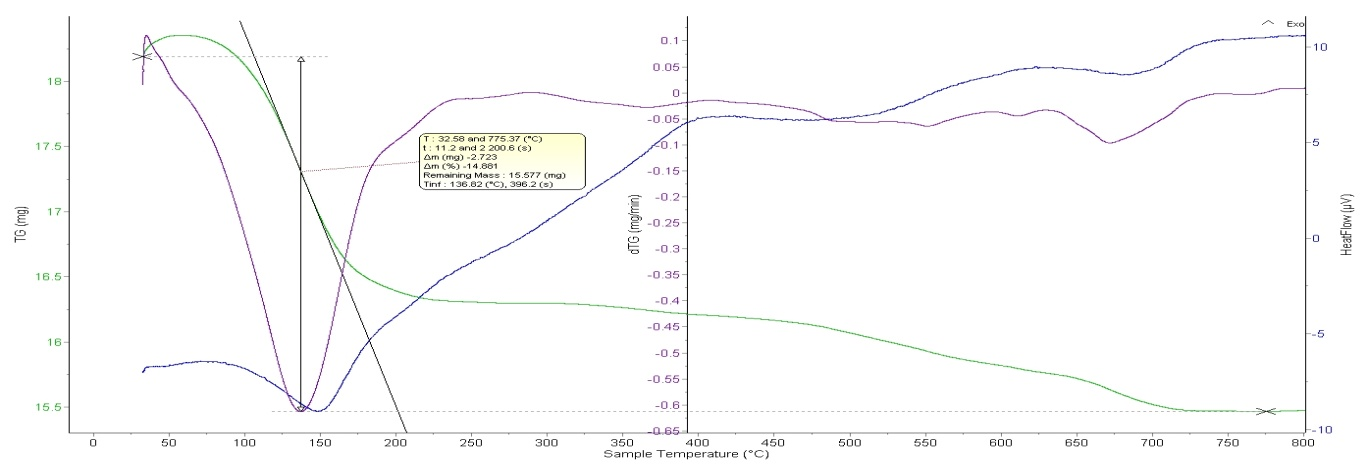 Exo
TG (mg)
18
17.5
17
16.5
16
15.5
T : 32.58 and 775.37 (°C)
t : 11.2 and 2 200.6 (s)
Δm (mg) -2.723
Δm (%) -14.881
Remaining Mass : 15.577 (mg)
Tinf : 136.82 (°C), 396.2 (s)
dTG (mg/min)
0.1
0.05
0
-0.05
-0.1
-0.15
-0.2
-0.25
-0.3
-0.35
-0.4
-0.45
-0.5
-0.55
-0.6
-0.65
HeatFlow (µV)
10
5
0
-5
-10
0 50 100 150 200 250 300 350 400 450 500 550 600 650 700 750 800
Sample Temperature (°C)